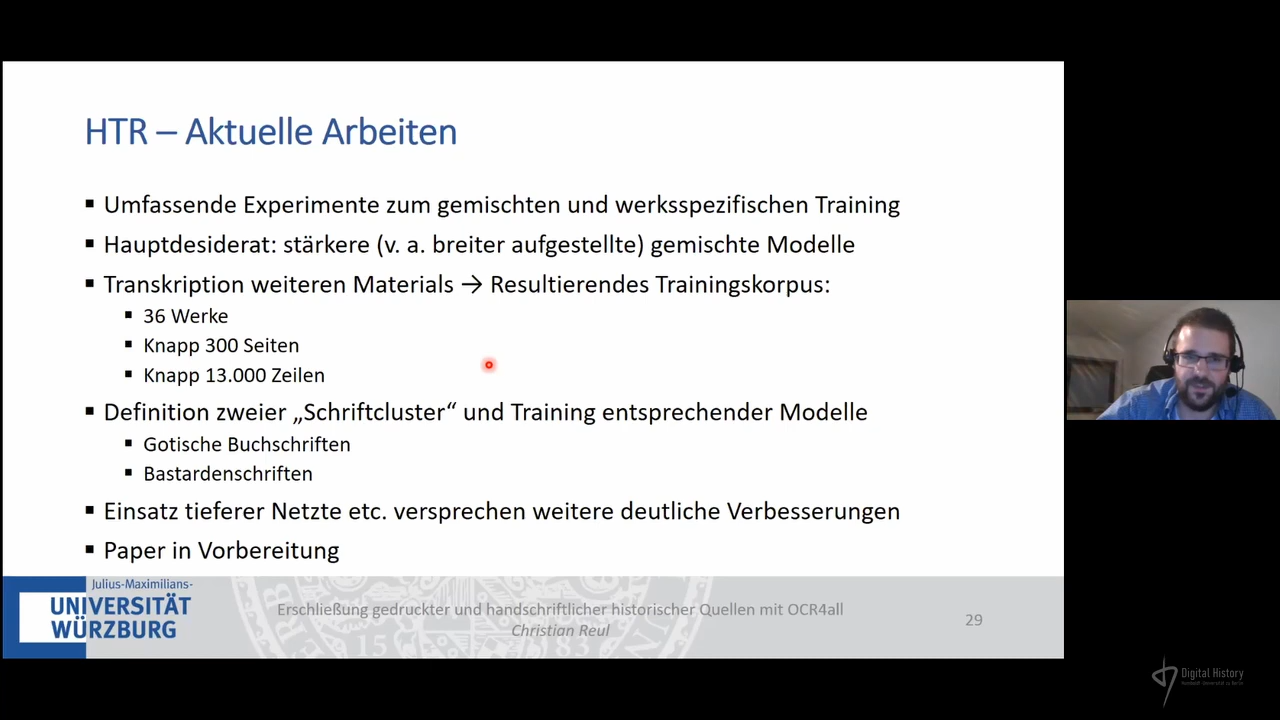 HTR – Aktuelle Arbeiten
▪ Umfassende Experimente zum gemischten und werksspezifischen Training
▪ Hauptdesiderat: stärkere (v. a. breiter aufgestellte) gemischte Modelle
▪ Transkription weiteren Materials → Resultierendes Trainingskorpus:
▪ 36 Werke
▪ Knapp 300 Seiten
▪ Knapp 13.000 Zeilen
▪ Definition zweier „Schriftcluster“ und Training entsprechender Modelle
▪ Gotische Buchschriften
▪ Bastardenschriften
▪ Einsatz tieferer Netzte etc. versprechen weitere deutliche Verbesserungen
▪ Paper in Vorbereitung
Julius-Maximilians-
UNIVERSITÄT
WÜRZBURG
Erschließung gedruckter und handschriftlicher historischer Quellen mit OCR4all
Christian Reul
29
Digital History